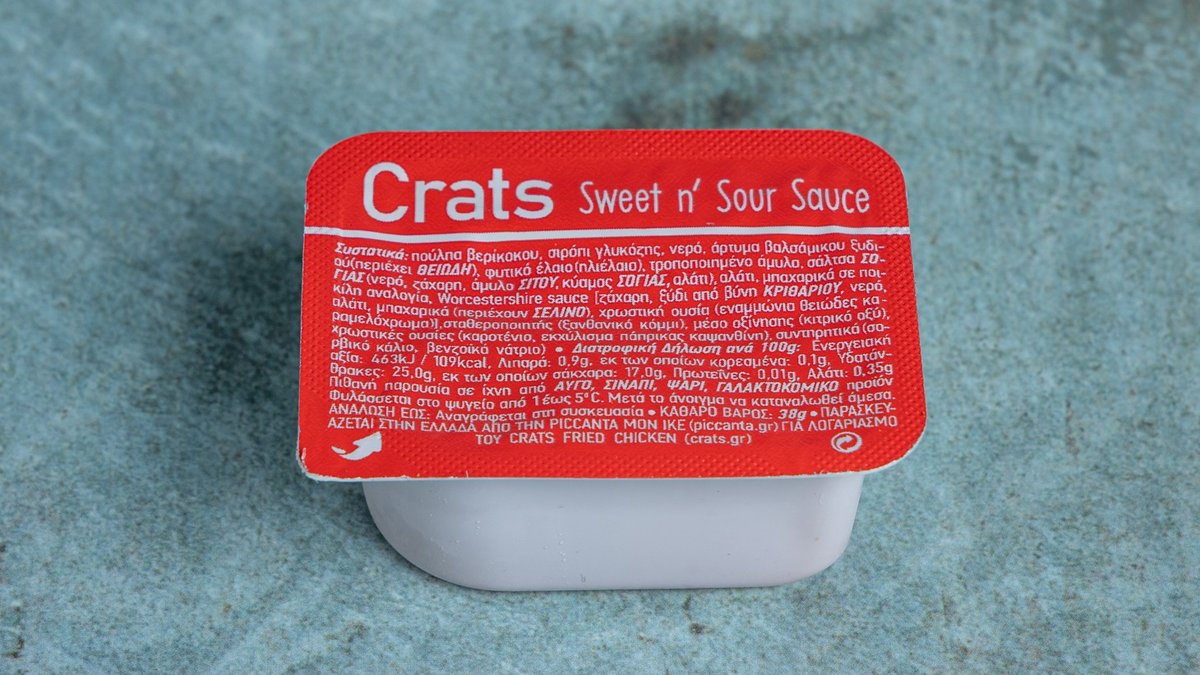 Crats Sweet n' Sour Sauce
Συστατικά: πούλπα βερίκοκου, σιρόπι γλυκόζης, νερό, άρτυμα βαλσάμικου ξυδι-
ού(περιέχει ΘΕΙΩΔΗ), φυτικό έλαιο(ηλιέλαιο), τροποποιημένο άμυλο, σάλτσα ΣΟ-
ΓΙΑΣ(νερό, ζάχαρη, άμυλο ΣΙΤΟΥ, κύαμος ΣΟΓΙΑΣ, αλάτι), αλάτι, μπαχαρικά σε ποι-
κίλη αναλογία, Worcestershire sauce [ζάχαρη, ξύδι από βύνη ΚΡΙΘΑΡΙΟΥ, νερό,
αλάτι, μπαχαρικά (περιέχουν ΣΕΛΙΝΟ), χρωστική ουσία (εναμμώνια θειώδες κα-
ραμελόχρωμα)],σταθεροποιητής (ξανθανικό κόμμι), μέσο οξίνισης (κιτρικό οξύ),
χρωστικές ουσίες (καροτένιο, εκχύλισμα πάπρικας καψανθίνη), συντηρητικά (σο-
ρβικό κάλιο, βενζοϊκό νάτριο) • Διατροφική Δήλωση ανά 100g: Ενεργειακή
αξία: 463kJ / 109kcal, Λιπαρά: 0,9g, εκ των οποίων κορεσμένα: 0,1g, Υδατάν-
θρακες: 25,0g, εκ των οποίων σάκχαρα: 17,0g, Πρωτεΐνες: 0,01g, Αλάτι: 0,35g
Πιθανή παρουσία σε ίχνη από ΑΥΓΟ, ΣΙΝΑΠΙ, ΨΑΡΙ, ΓΑΛΑΚΤΟΚΟΜΙΚΟ προϊόν
Φυλάσσεται στο ψυγείο από 1 έως 5°C. Μετά το άνοιγμα να καταναλωθεί άμεσα.
ΑΝΑΛΩΣΗ ΕΩΣ: Αναγράφεται στη συσκευασία • ΚΑΘΑΡΟ ΒΑΡΟΣ: 38g • ΠΑΡΑΣΚΕΥ-
ΑΖΕΤΑΙ ΣΤΗΝ ΕΛΛΑΔΑ ΑΠΟ ΤΗΝ PICCANTA ΜΟΝ ΙΚΕ (piccanta.gr) ΓΙΑ ΛΟΓΑΡΙΑΣΜΟ
ΤΟΥ CRATS FRIED CHICKEN (crats.gr)